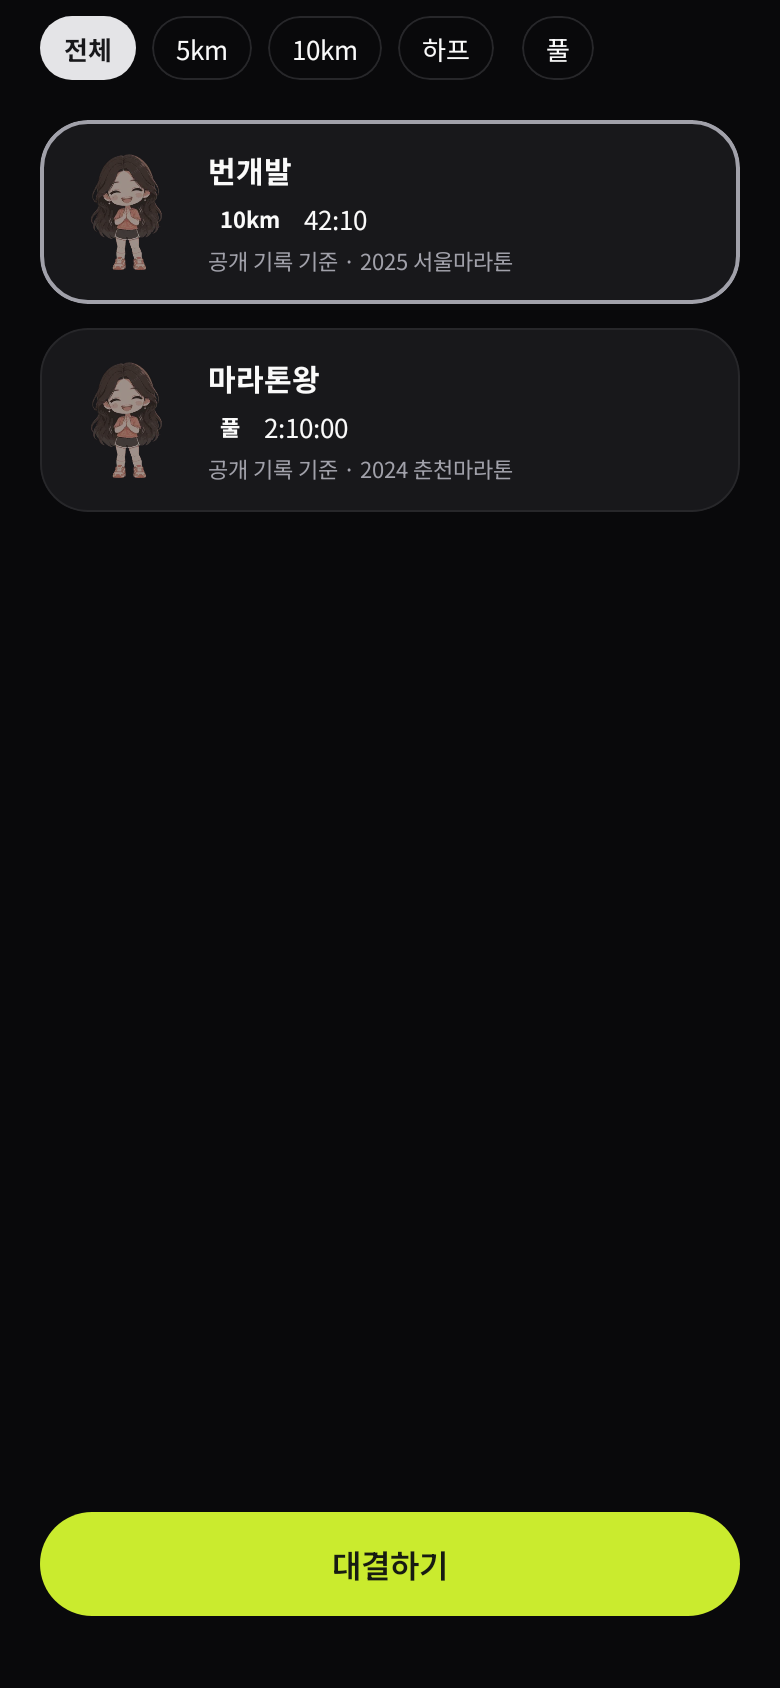 전체 5km 10km 하프 풀
번개발
10km 42:10
공개 기록 기준 · 2025 서울마라톤
마라톤왕
풀 2:10:00
공개 기록 기준 · 2024 춘천마라톤
대결하기